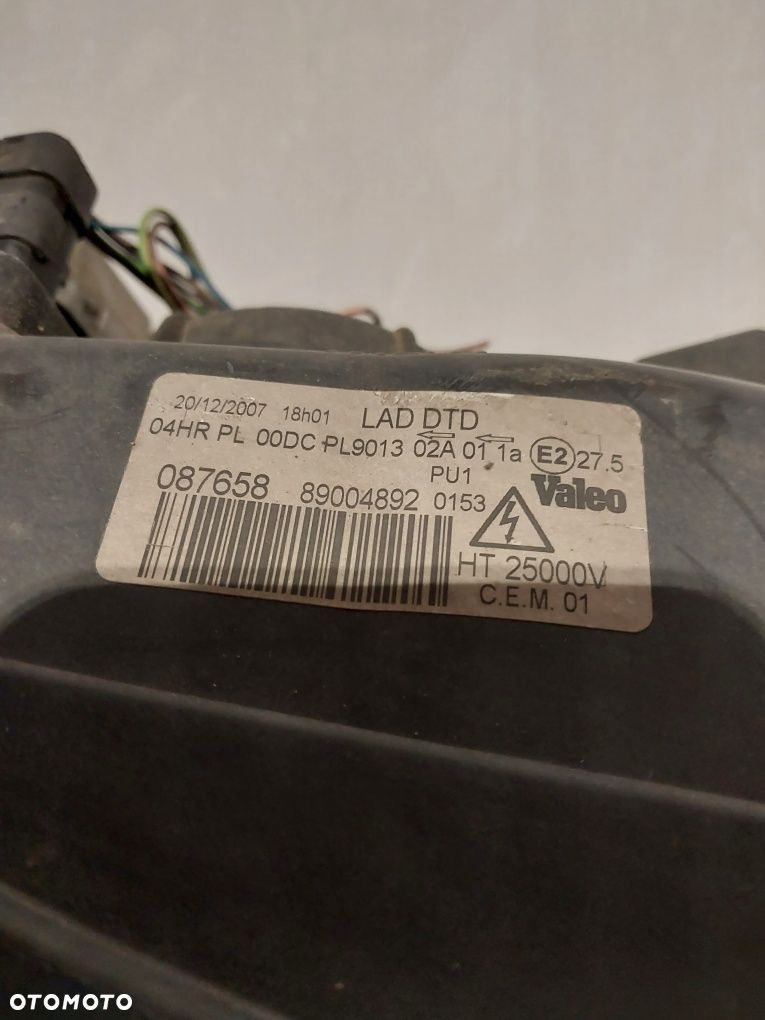 20/12/2007 18h01 LAD DTD
04HR PL 00DC PL9013 02A 01 1a E2 27.5
PU1
087658 89004892 0153 Valeo
HT 25000V
C.E.M. 01
OTOMOTO